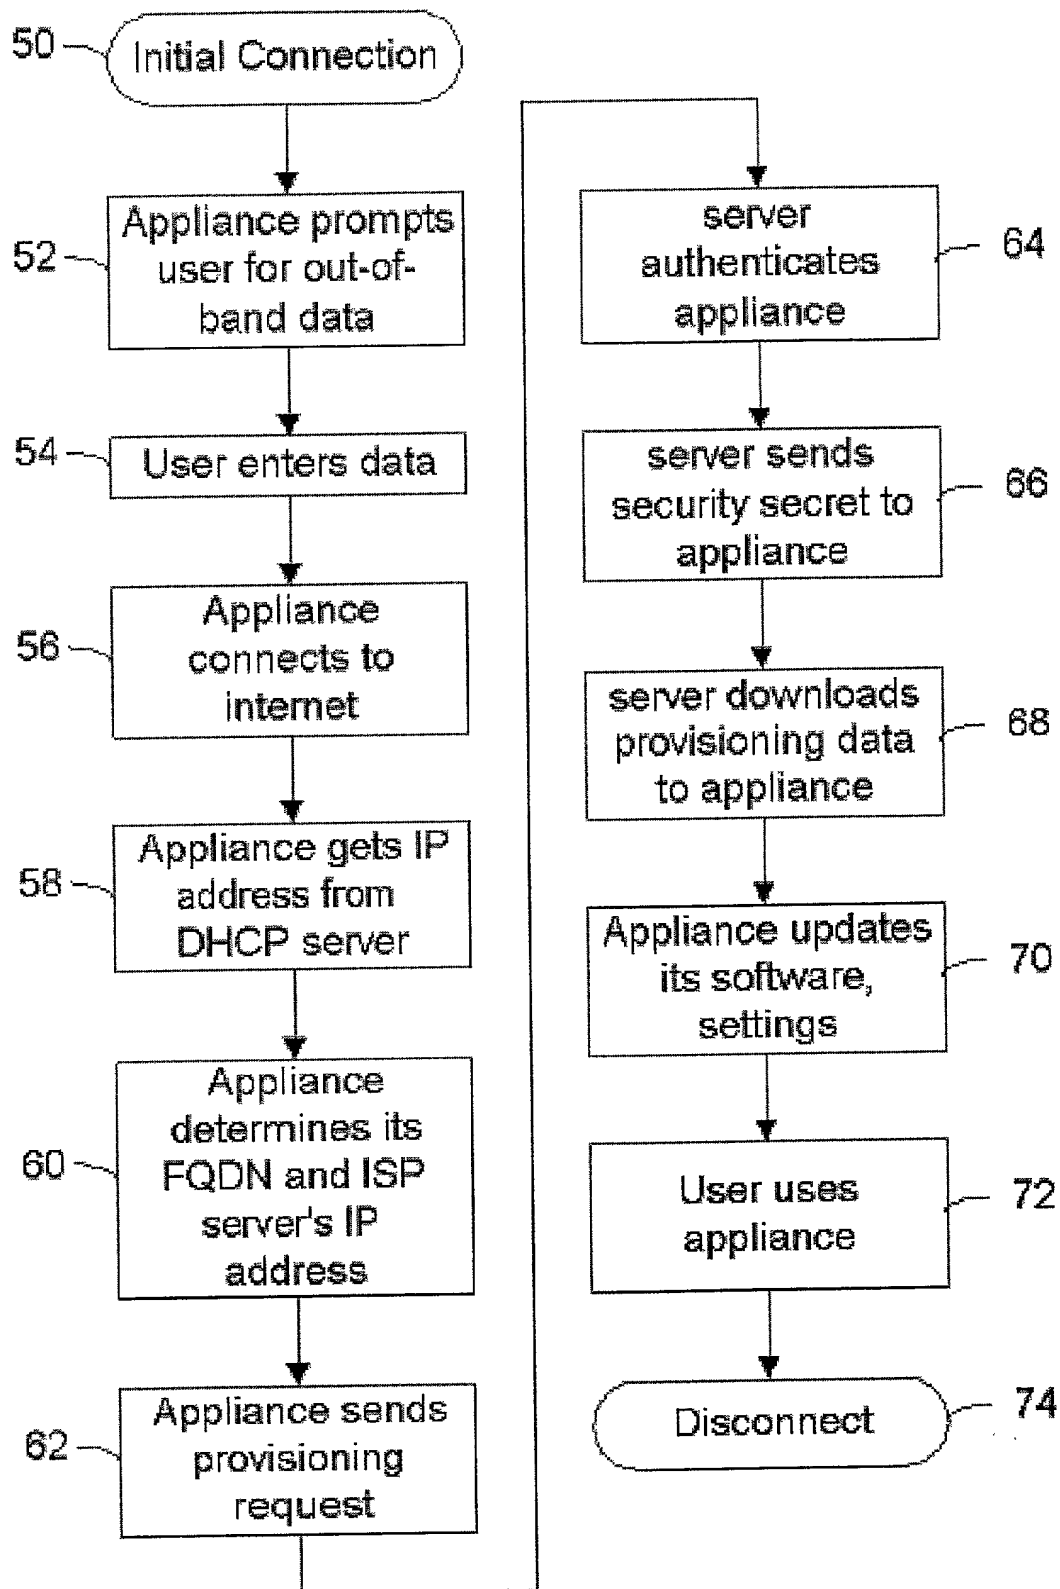 50
Initial Connection
52
Appliance prompts
user for out-of-
band data
54
User enters data
56
Appliance
connects to
internet
58
Appliance gets IP
address from
DHCP server
60
Appliance
determines its
FQDN and ISP
server's IP
address
62
Appliance sends
provisioning
request
server
authenticates
appliance
64
server sends
security secret to
appliance
66
server downloads
provisioning data
to appliance
68
Appliance updates
its software,
settings
70
User uses
appliance
72
Disconnect
74